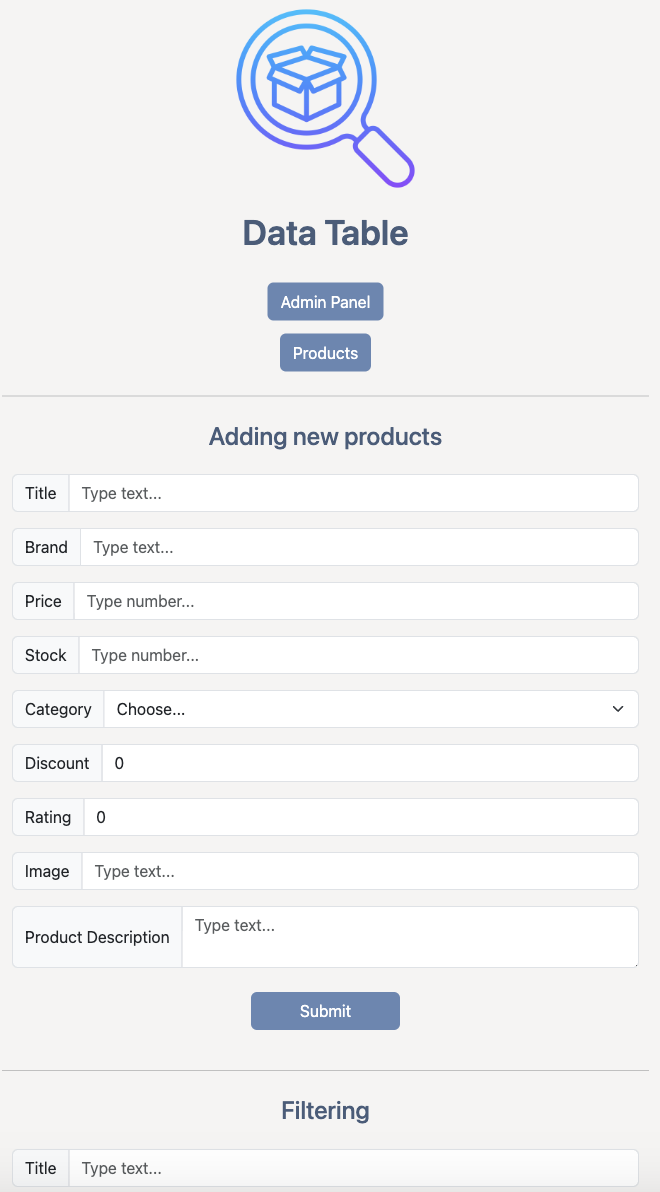 Data Table
Admin Panel
Products
Adding new products
Title Type text...
Brand Type text...
Price Type number...
Stock Type number...
Category Choose...
Discount 0
Rating 0
Image Type text...
Product Description Type text...
Submit
Filtering
Title Type text...